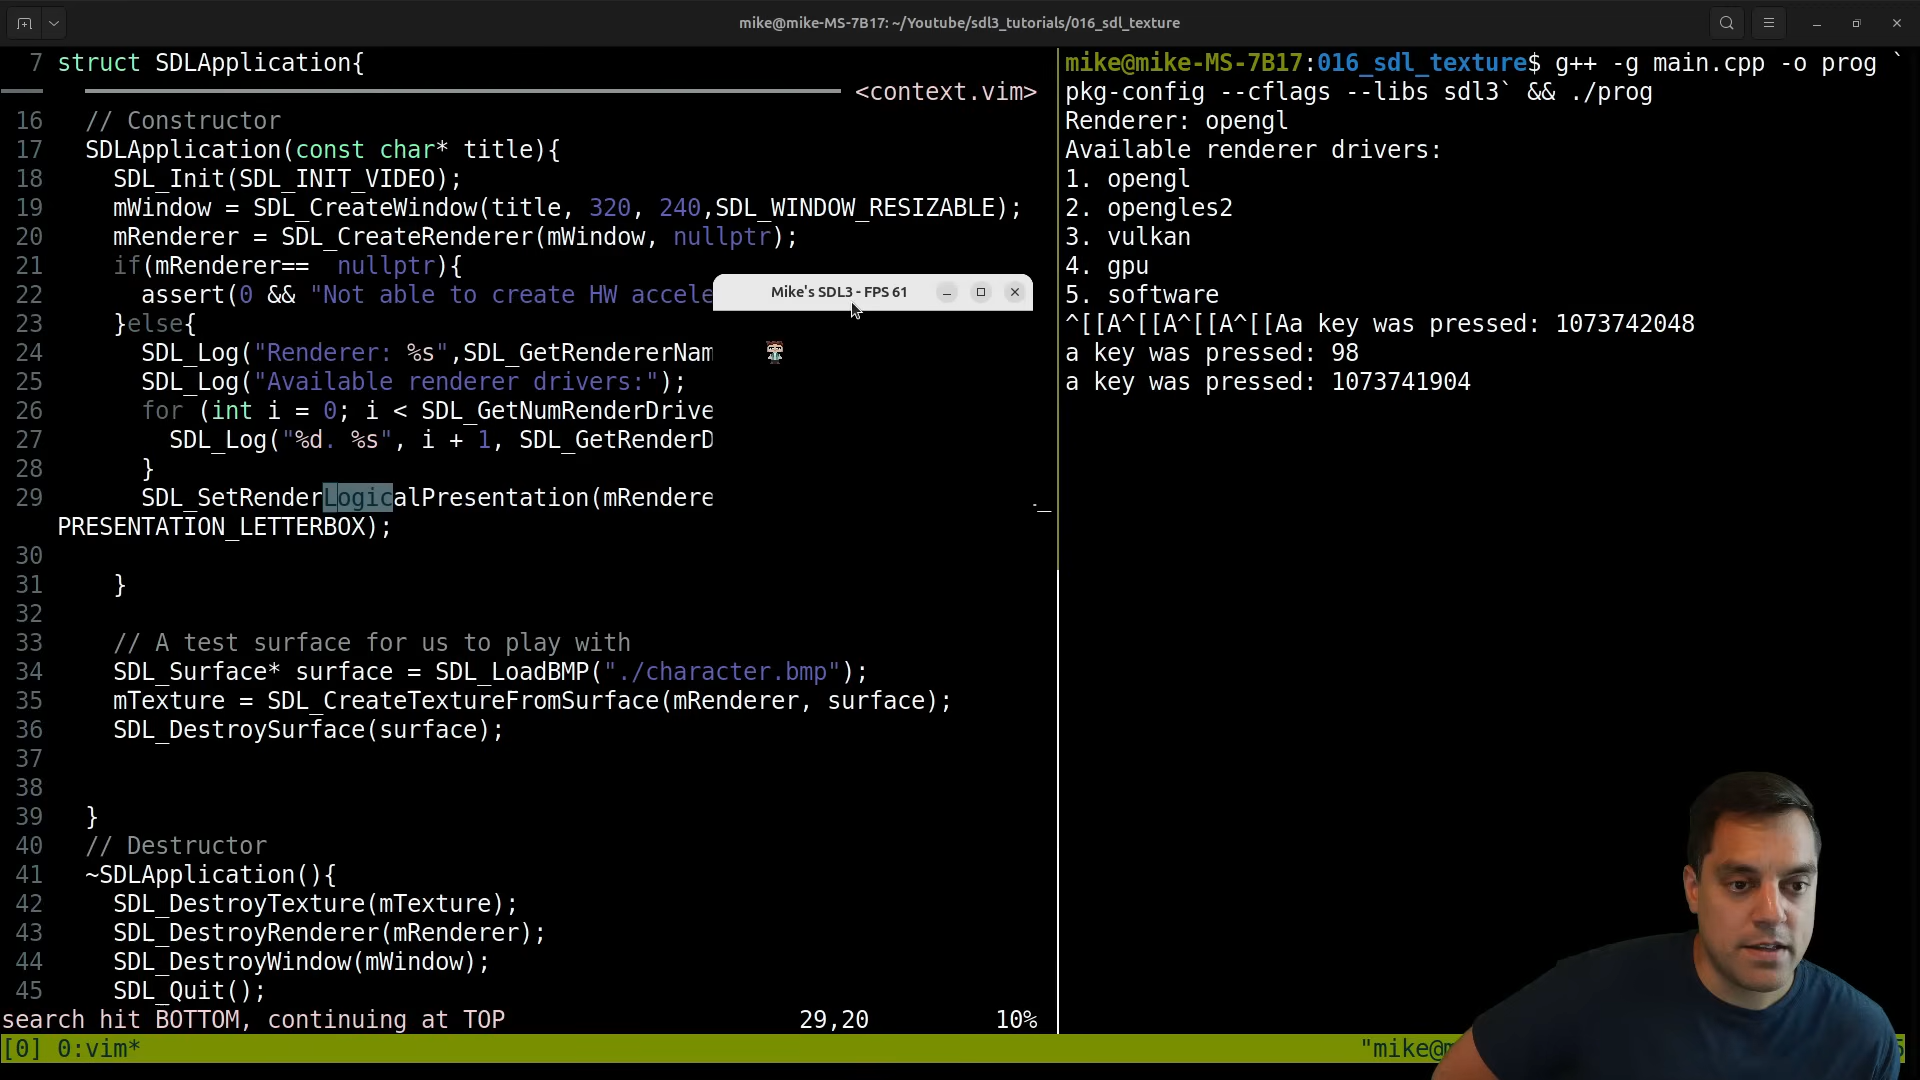 mike@mike-MS-7B17: ~/Youtube/sdl3_tutorials/016_sdl_texture
7 struct SDLApplication{
<context.vim>
16 // Constructor
17 SDLApplication(const char* title){
18 SDL_Init(SDL_INIT_VIDEO);
19 mWindow = SDL_CreateWindow(title, 320, 240,SDL_WINDOW_RESIZABLE);
20 mRenderer = SDL_CreateRenderer(mWindow, nullptr);
21 if(mRenderer==  nullptr){
22 assert(0 && "Not able to create HW accele
23 }else{
24 SDL_Log("Renderer: %s",SDL_GetRendererNam
25 SDL_Log("Available renderer drivers:");
26 for (int i = 0; i < SDL_GetNumRenderDrive
27 SDL_Log("%d. %s", i + 1, SDL_GetRenderD
28 }
29 SDL_SetRenderLogicalPresentation(mRendere
PRESENTATION_LETTERBOX);
30
31 }
32
33 // A test surface for us to play with
34 SDL_Surface* surface = SDL_LoadBMP("./character.bmp");
35 mTexture = SDL_CreateTextureFromSurface(mRenderer, surface);
36 SDL_DestroySurface(surface);
37
38
39 }
40 // Destructor
41 ~SDLApplication(){
42 SDL_DestroyTexture(mTexture);
43 SDL_DestroyRenderer(mRenderer);
44 SDL_DestroyWindow(mWindow);
45 SDL_Quit();
search hit BOTTOM, continuing at TOP 29,20 10%
[0] 0:vim* "mike@m
Mike's SDL3 - FPS 61
mike@mike-MS-7B17:016_sdl_texture$ g++ -g main.cpp -o prog `
pkg-config --cflags --libs sdl3` && ./prog
Renderer: opengl
Available renderer drivers:
1. opengl
2. opengles2
3. vulkan
4. gpu
5. software
^[[A^[[A^[[A^[[Aa key was pressed: 1073742048
a key was pressed: 98
a key was pressed: 1073741904